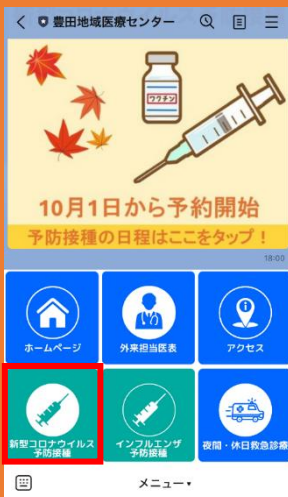 豊田地域医療センター
ワクチン
10月1日から予約開始
予防接種の日程はここをタップ！
18:00
ホームページ
外来担当医表
アクセス
新型コロナウイルス
予防接種
インフルエンザ
予防接種
夜間・休日救急診療
メニュー▾